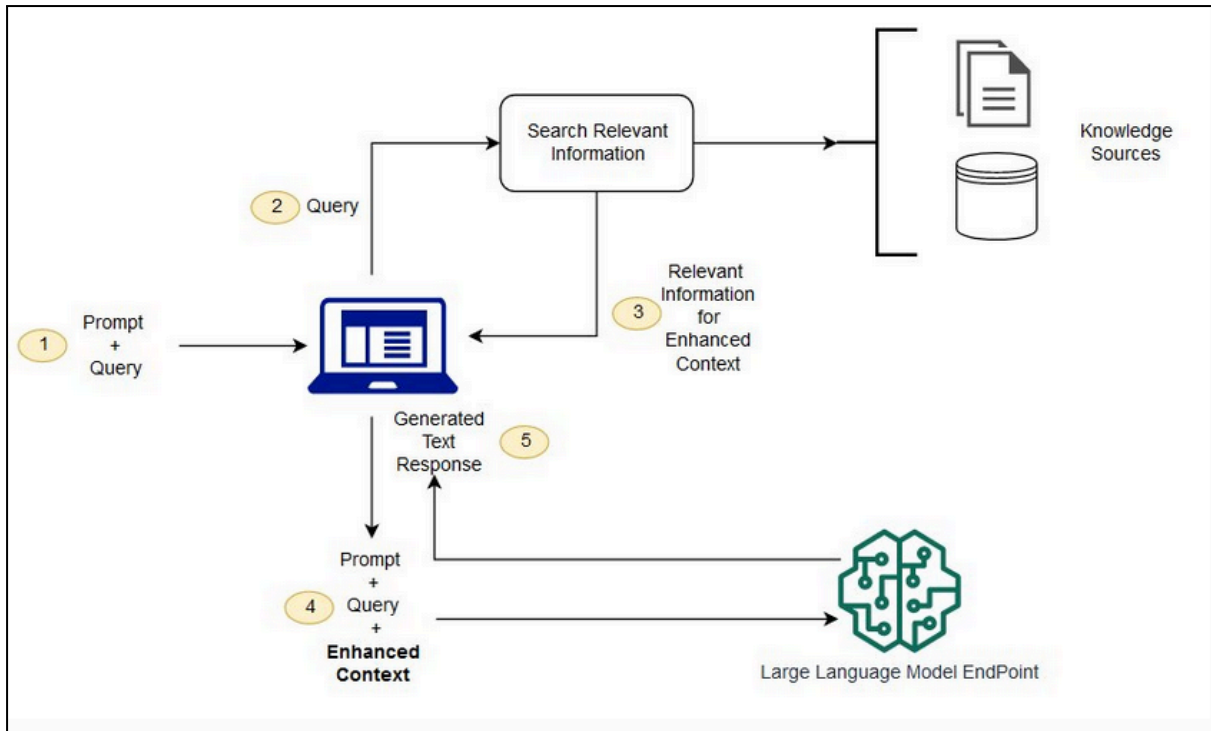 Search Relevant
Information
Knowledge
Sources
2
Query
Relevant
Information
for
Enhanced
Context
3
1
Prompt
+
Query
Generated
Text
Response
5
Prompt
+
Query
+
Enhanced
Context
4
Large Language Model EndPoint